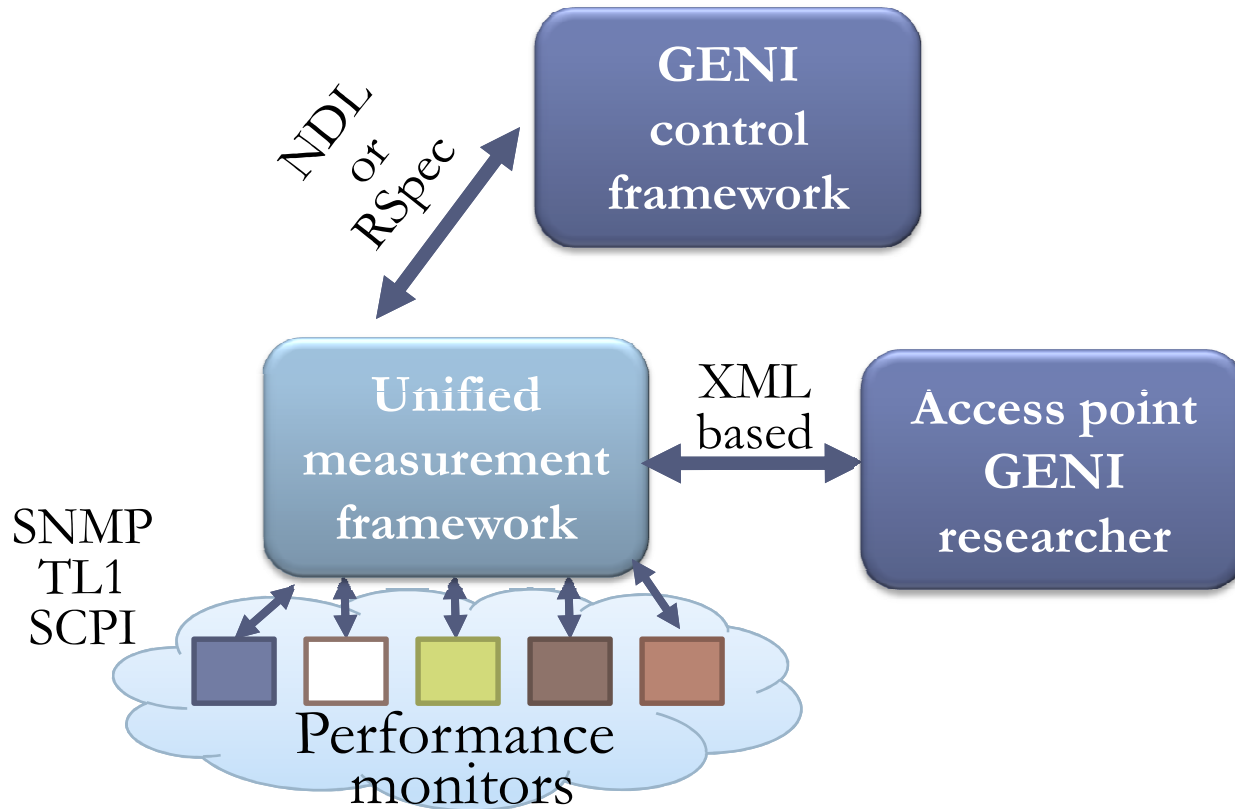 GENI
control
framework
NDL
or
RSpec
Unified
measurement
framework
XML
based
Access point
GENI
researcher
SNMP
TL1
SCPI
Performance
monitors